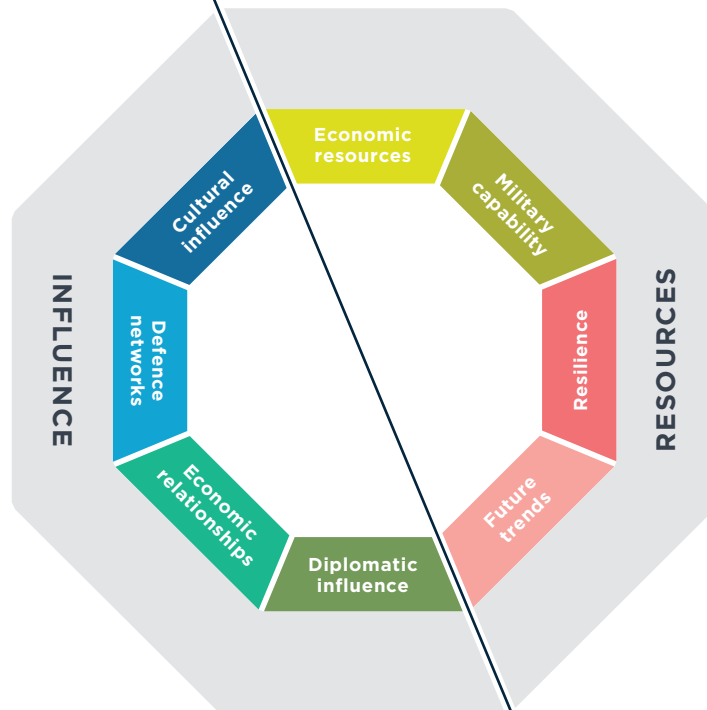 Economic
resources
Military
capability
Cultural
influence
INFLUENCE
Defence
networks
Resilience
RESOURCES
Economic
relationships
Future
trends
Diplomatic
influence